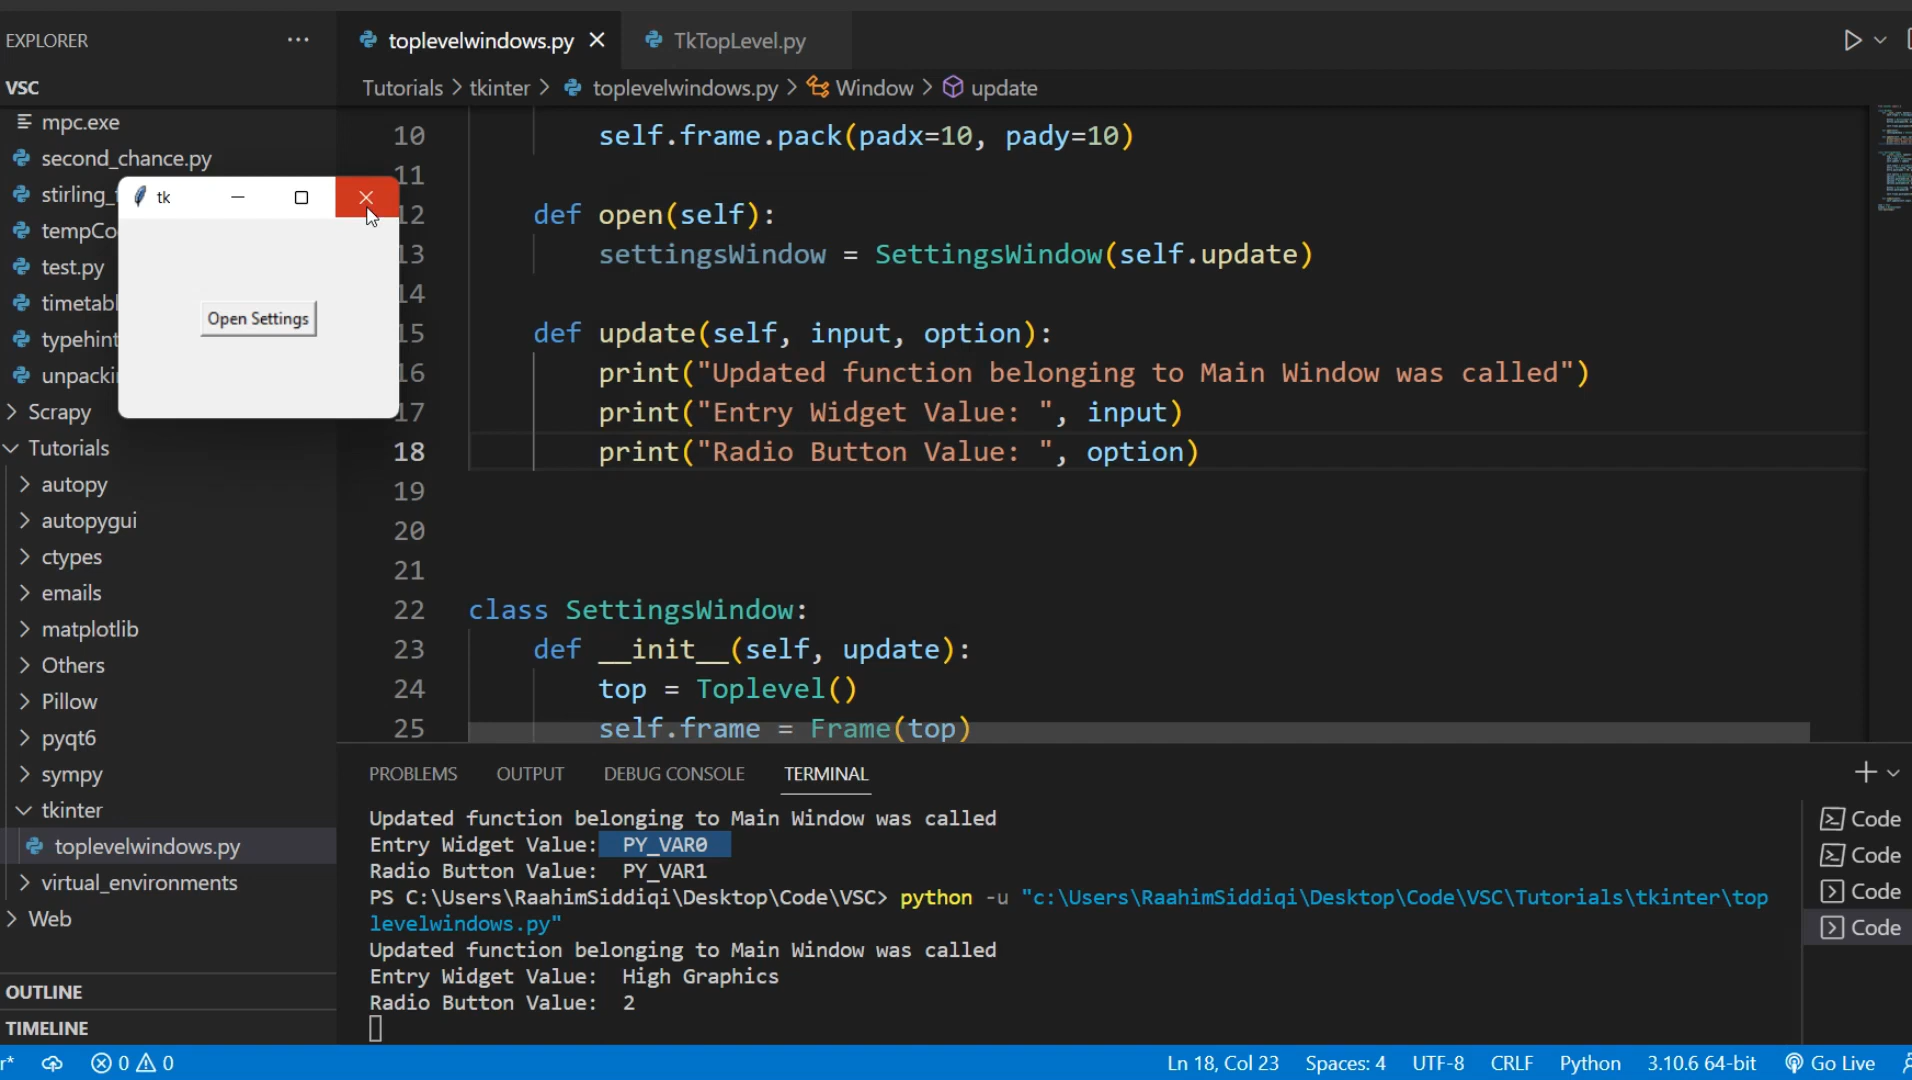 EXPLORER
VSC
mpc.exe
second_chance.py
stirling_
tempCo
test.py
timetabl
typehint
unpacki
Scrapy
Tutorials
autopy
autopygui
ctypes
emails
matplotlib
Others
Pillow
pyqt6
sympy
tkinter
toplevelwindows.py
virtual_environments
Web
OUTLINE
TIMELINE
tk
Open Settings
toplevelwindows.py
TkTopLevel.py
Tutorials > tkinter > toplevelwindows.py > Window > update
10 self.frame.pack(padx=10, pady=10)
11
12 def open(self):
13 settingsWindow = SettingsWindow(self.update)
14
15 def update(self, input, option):
16 print("Updated function belonging to Main Window was called")
17 print("Entry Widget Value: ", input)
18 print("Radio Button Value: ", option)
19
20
21
22 class SettingsWindow:
23 def __init__(self, update):
24 top = Toplevel()
25 self.frame = Frame(top)
PROBLEMS OUTPUT DEBUG CONSOLE TERMINAL
Updated function belonging to Main Window was called
Entry Widget Value:  PY_VAR0
Radio Button Value:  PY_VAR1
PS C:\Users\RaahimSiddiqi\Desktop\Code\VSC> python -u "c:\Users\RaahimSiddiqi\Desktop\Code\VSC\Tutorials\tkinter\top
levelwindows.py"
Updated function belonging to Main Window was called
Entry Widget Value:  High Graphics
Radio Button Value:  2
Code
Code
Code
Code
r* 0 0 Ln 18, Col 23 Spaces: 4 UTF-8 CRLF Python 3.10.6 64-bit Go Live